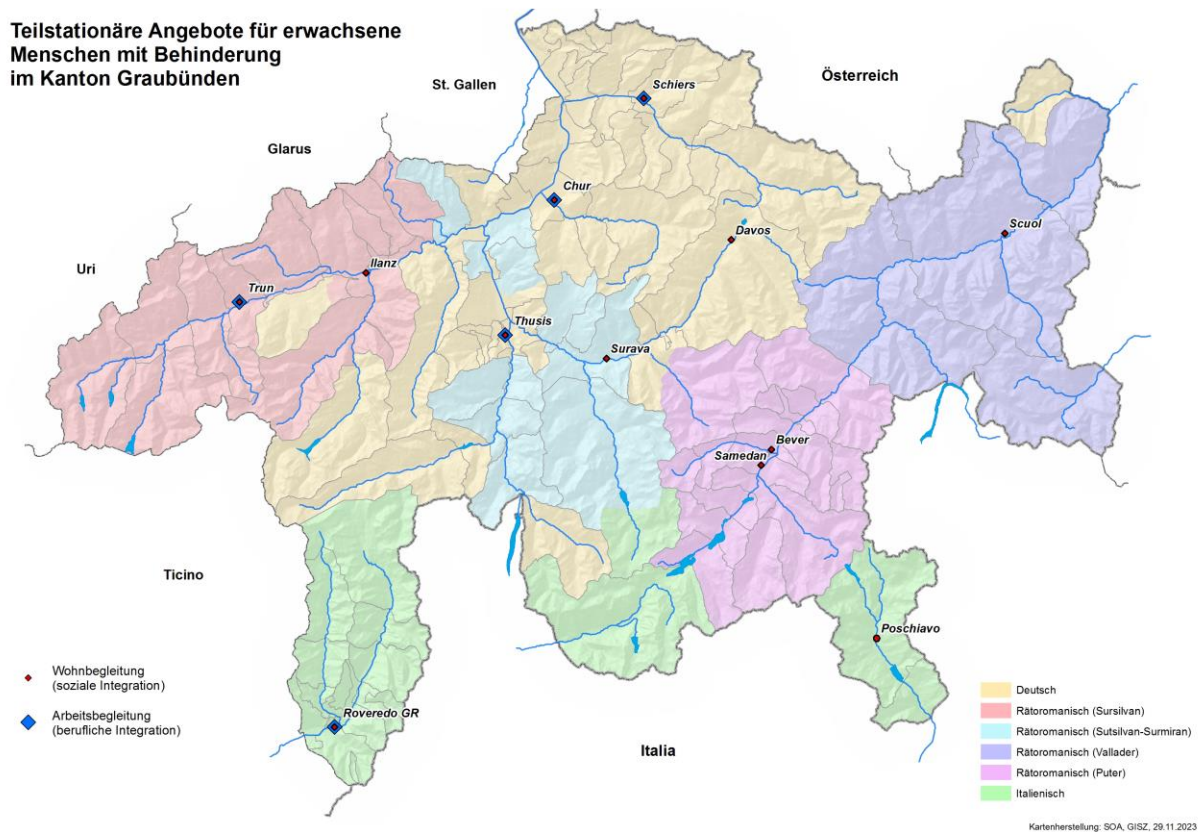 Teilstationäre Angebote für erwachsene
Menschen mit Behinderung
im Kanton Graubünden
St. Gallen
Österreich
Schiers
Glarus
Chur
Davos
Scuol
Uri
Ilanz
Trun
Thusis
Surava
Bever
Samedan
Ticino
Poschiavo
Wohnbegleitung
(soziale Integration)
Arbeitsbegleitung
(berufliche Integration)
Roveredo GR
Italia
Deutsch
Rätoromanisch (Sursilvan)
Rätoromanisch (Sutsilvan-Surmiran)
Rätoromanisch (Vallader)
Rätoromanisch (Puter)
Italienisch
Kartenherstellung: SOA, GISZ, 29.11.2023